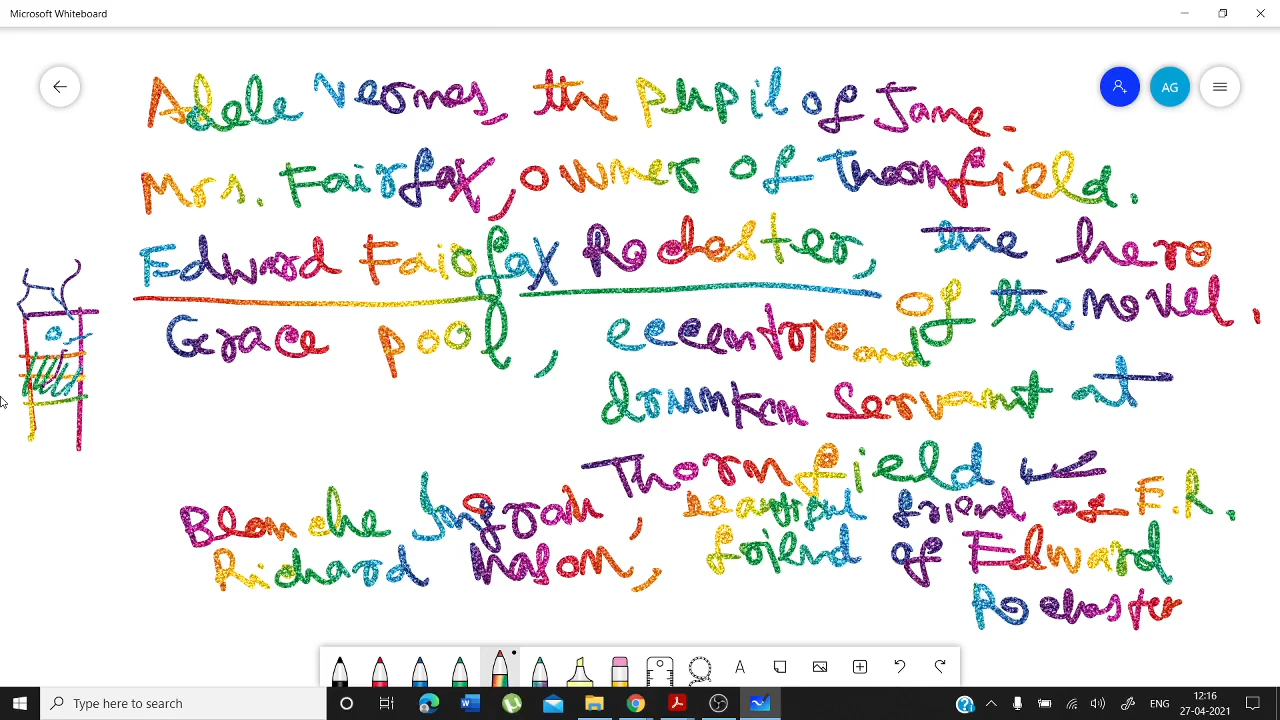 Microsoft Whiteboard
AG
Adele Vernes, the pupil of Jane.
Mrs. Fairfax, owner of Thornfield.
Edward Fairfax Rochester, the hero
of the novel.
Grace pool, eccentric and
drunken servant at
Thornfield
Blanche Ingram, beautiful friend of E.R.
Richard Mason, friend of Edward
Rochester
A
Type here to search
ENG
12:16
27-04-2021